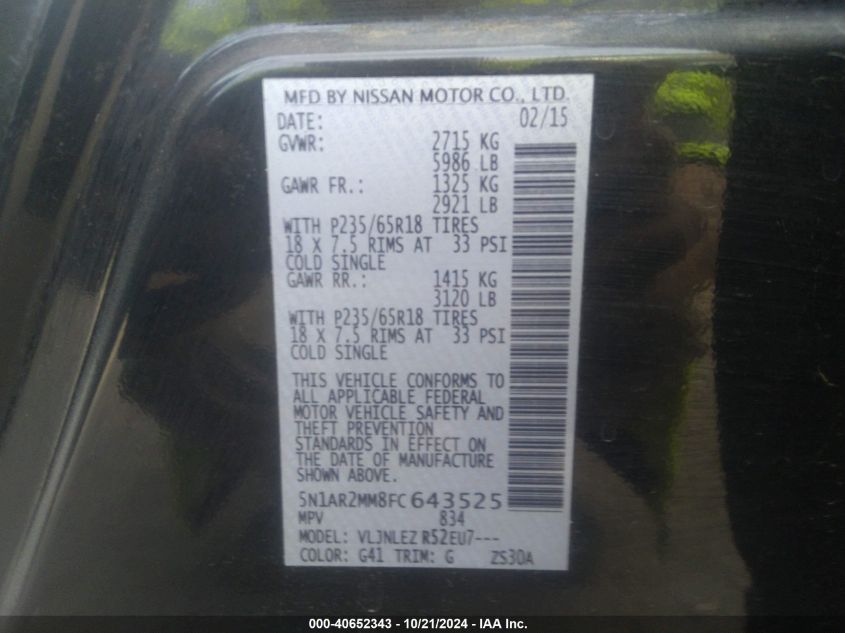 MFD BY NISSAN MOTOR CO., LTD.
DATE: 02/15
GVWR: 2715 KG
5986 LB
GAWR FR.: 1325 KG
2921 LB
WITH P235/65R18 TIRES
18 X 7.5 RIMS AT 33 PSI
COLD SINGLE
GAWR RR.: 1415 KG
3120 LB
WITH P235/65R18 TIRES
18 X 7.5 RIMS AT 33 PSI
COLD SINGLE
THIS VEHICLE CONFORMS TO
ALL APPLICABLE FEDERAL
MOTOR VEHICLE SAFETY AND
THEFT PREVENTION
STANDARDS IN EFFECT ON
THE DATE OF MANUFACTURE
SHOWN ABOVE.
5N1AR2MM8FC643525
MPV 834
MODEL: VLJNLEZ R52EU7---
COLOR: G41 TRIM: G ZS30A
000-40652343 - 10/21/2024 - IAA Inc.